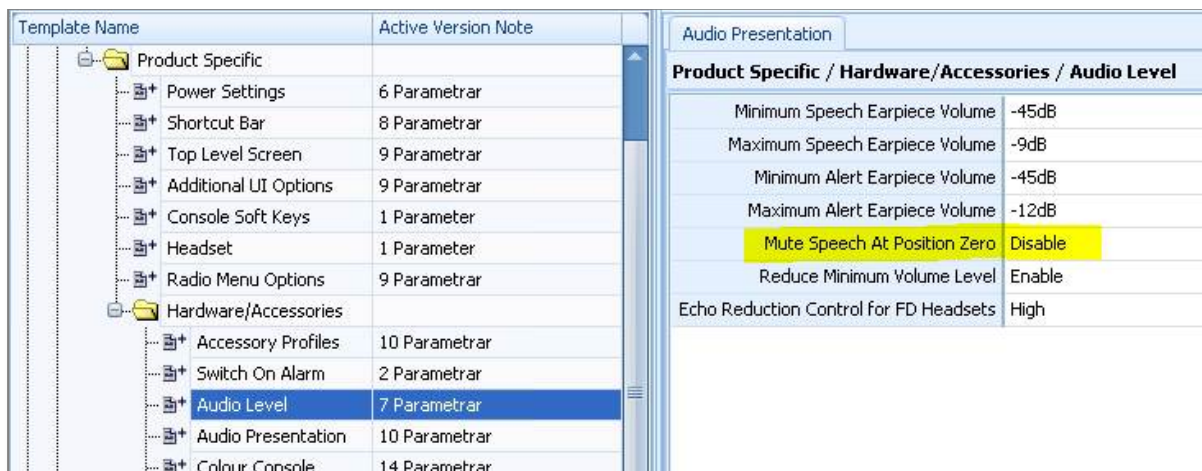 Template Name Active Version Note
Product Specific
Power Settings 6 Parametrar
Shortcut Bar 8 Parametrar
Top Level Screen 9 Parametrar
Additional UI Options 9 Parametrar
Console Soft Keys 1 Parameter
Headset 1 Parameter
Radio Menu Options 9 Parametrar
Hardware/Accessories
Accessory Profiles 10 Parametrar
Switch On Alarm 2 Parametrar
Audio Level 7 Parametrar
Audio Presentation 10 Parametrar
Colour Console 14 Parametrar
Audio Presentation
Product Specific / Hardware/Accessories / Audio Level
Minimum Speech Earpiece Volume -45dB
Maximum Speech Earpiece Volume -9dB
Minimum Alert Earpiece Volume -45dB
Maximum Alert Earpiece Volume -12dB
Mute Speech At Position Zero Disable
Reduce Minimum Volume Level Enable
Echo Reduction Control for FD Headsets High